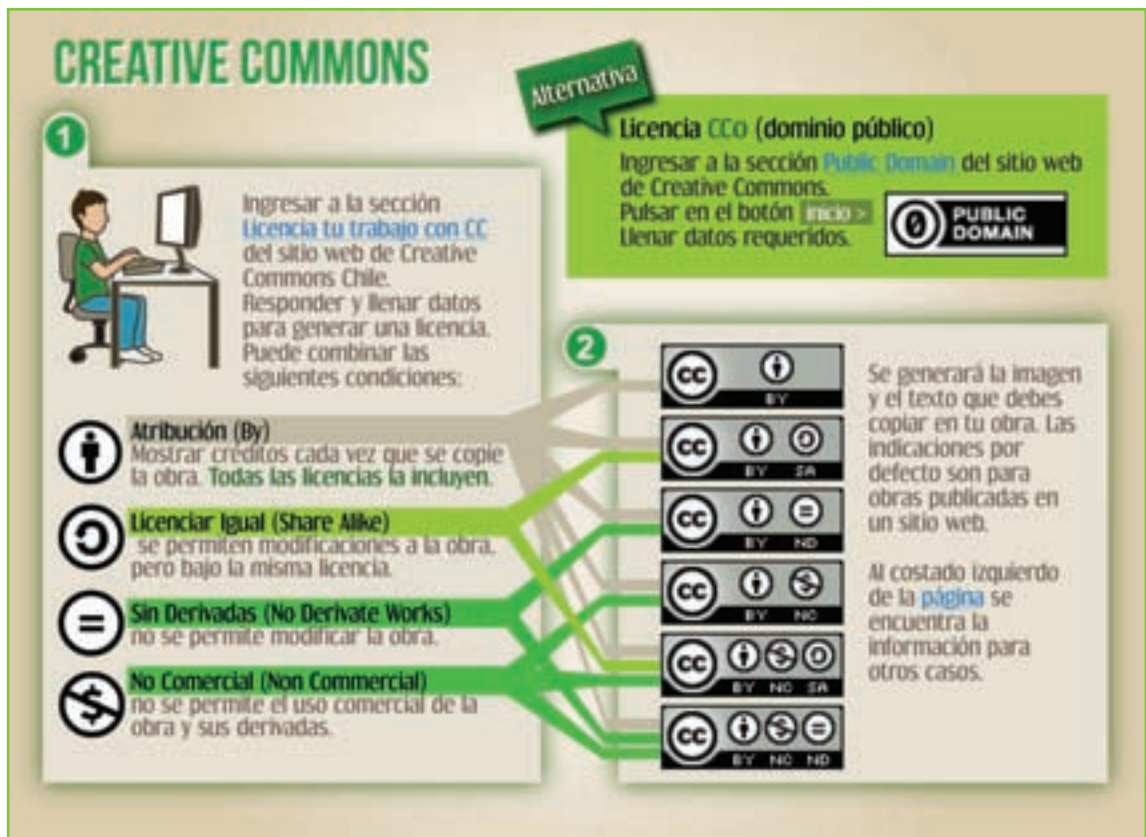 CREATIVE COMMONS
1
Ingresar a la sección
Licencia tu trabajo con CC
del sitio web de Creative
Commons Chile.
Responder y llenar datos
para generar una licencia.
Puede combinar las
siguientes condiciones:
Atribución (By)
Mostrar créditos cada vez que se copie
la obra. Todas las licencias la incluyen.
Licenciar Igual (Share Alike)
se permiten modificaciones a la obra,
pero bajo la misma licencia.
=
Sin Derivadas (No Derivate Works)
no se permite modificar la obra.
$
No Comercial (Non Commercial)
no se permite el uso comercial de la
obra y sus derivadas.
Alternativa
Licencia CC0 (dominio público)
Ingresar a la sección Public Domain del sitio web
de Creative Commons.
Pulsar en el botón inicio >
Llenar datos requeridos.
0 PUBLIC
DOMAIN
2
cc
BY
cc
BY SA
cc =
BY ND
cc $
BY NC
cc $
BY NC SA
cc $ =
BY NC ND
Se generará la imagen
y el texto que debes
copiar en tu obra. Las
indicaciones por
defecto son para
obras publicadas en
un sitio web.
Al costado izquierdo
de la página se
encuentra la
información para
otros casos.